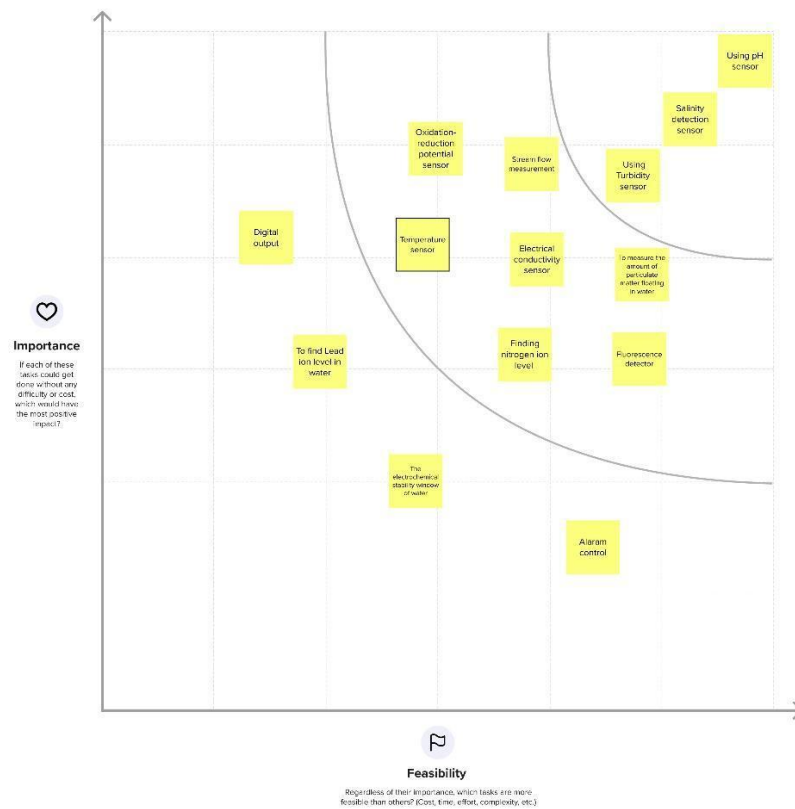 Using pH
sensor
Salinity
detection
sensor
Oxidation-
reduction
potential
sensor
Stream flow
measurement
Using
Turbidity
sensor
Digital
output
Temperature
sensor
Electrical
conductivity
sensor
To measure the
amount of
particulate
matter floating
in water
Importance
If each of these
tasks could get
done without any
difficulty or cost,
which would have
the most positive
impact?
To find Lead
ion level in
water
Finding
nitrogen ion
level
Fluorescence
detector
The
electrochemical
stability window
of water
Alaram
control
Feasibility
Regardless of their importance, which tasks are more
feasible than others? (Cost, time, effort, complexity, etc.)